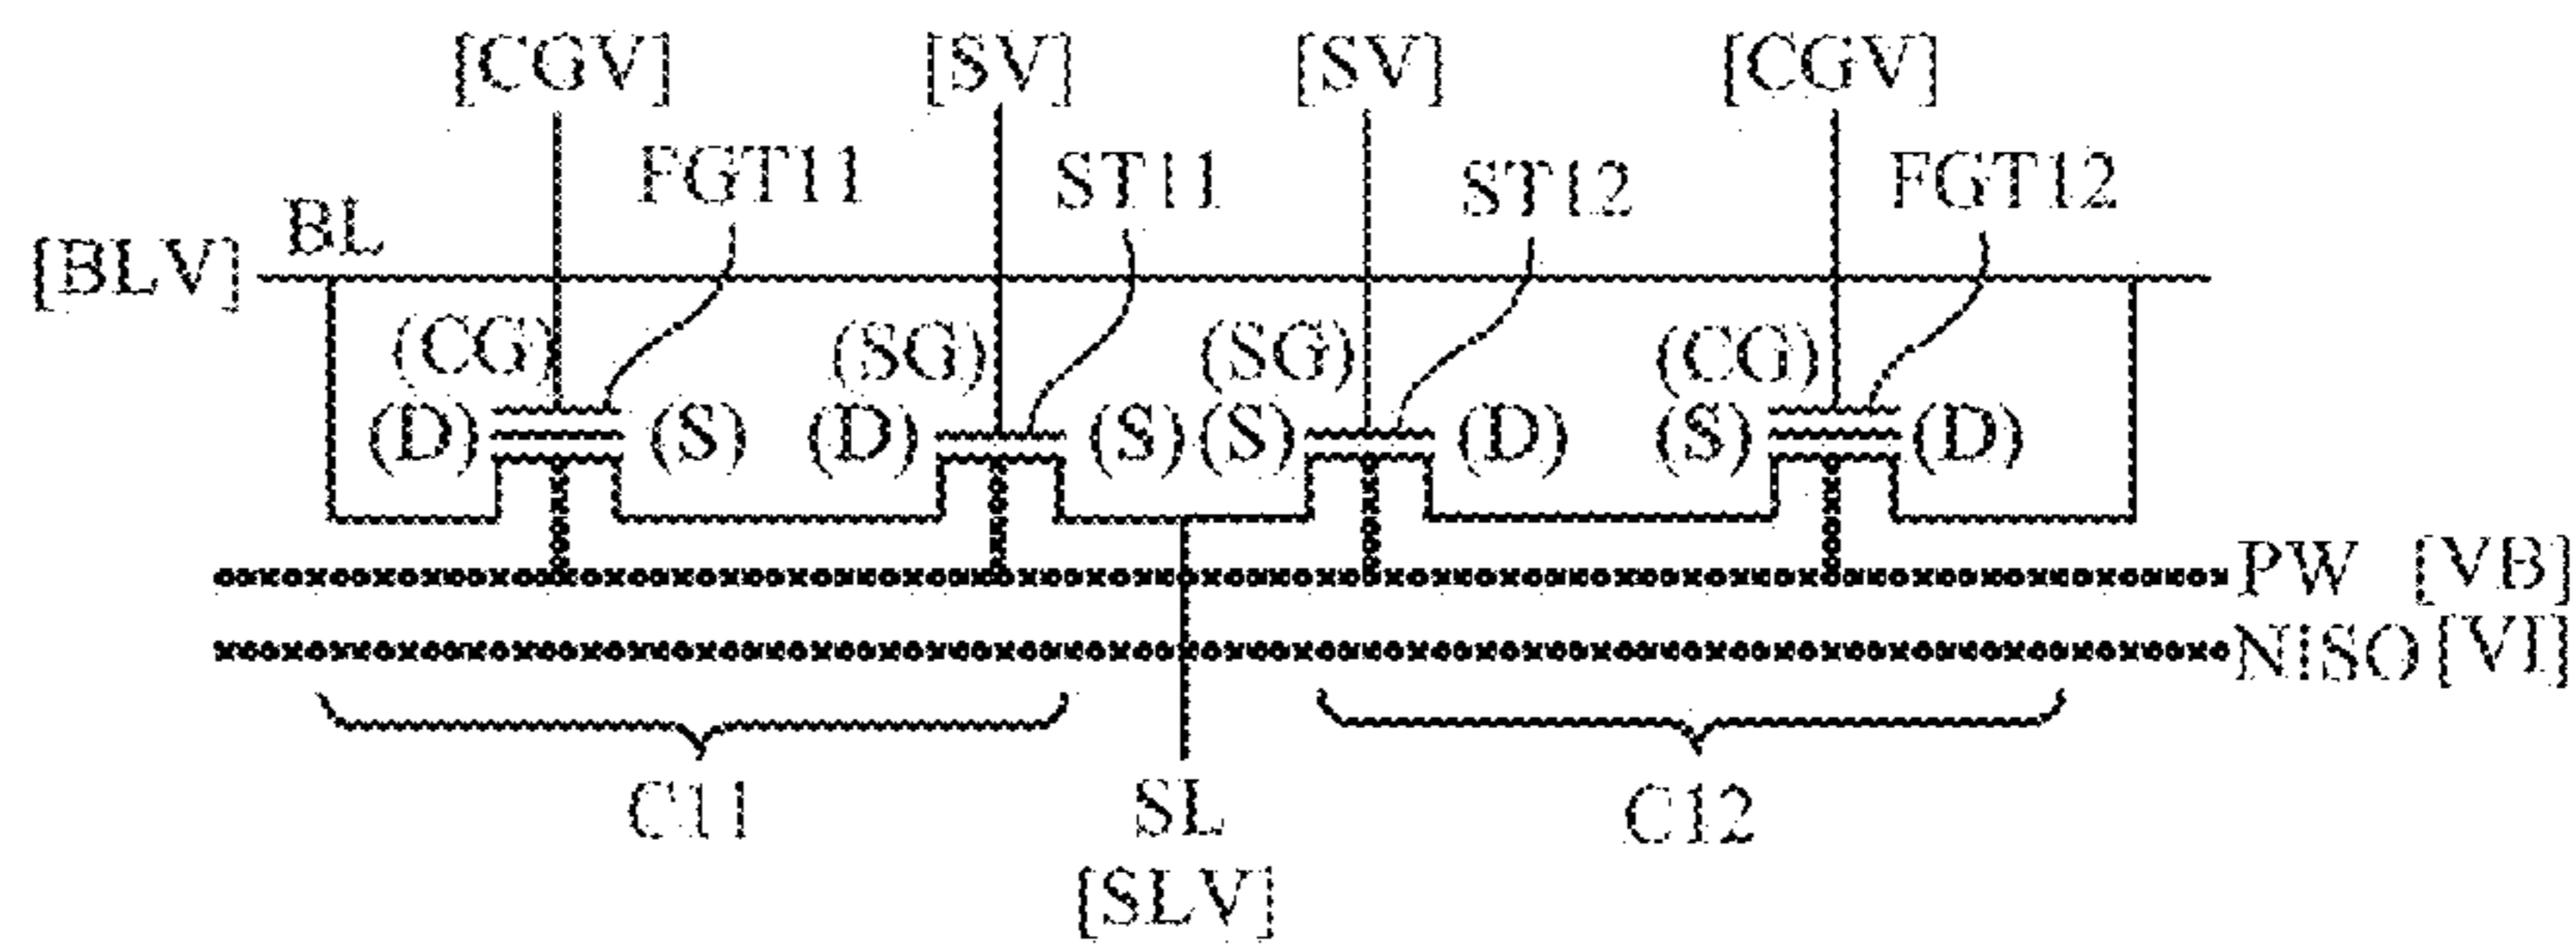 [CGV] [SV] [SV] [CGV]
FGT11 ST11 ST12 FGT12
BL
[BLV]
(CG) (SG) (SG) (CG)
(D) (S) (D) (S) (S) (D) (S) (D)
PW [VB]
NISO [VI]
C11 SL C12
[SLV]